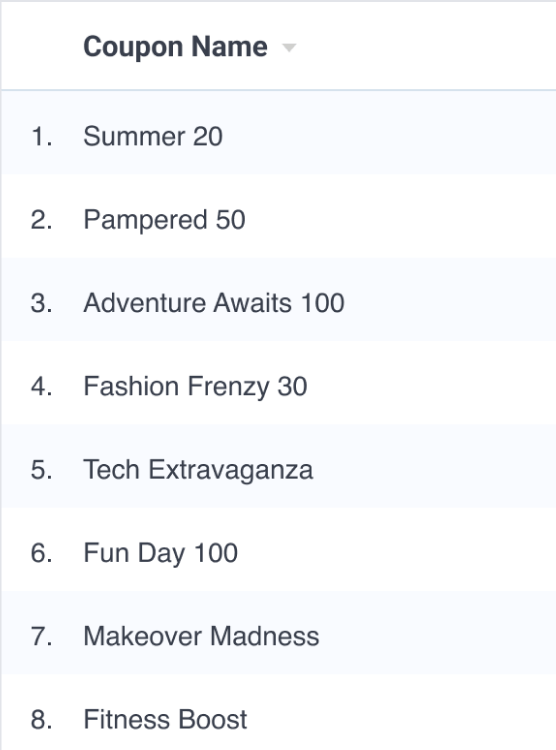 Coupon Name
1. Summer 20
2. Pampered 50
3. Adventure Awaits 100
4. Fashion Frenzy 30
5. Tech Extravaganza
6. Fun Day 100
7. Makeover Madness
8. Fitness Boost